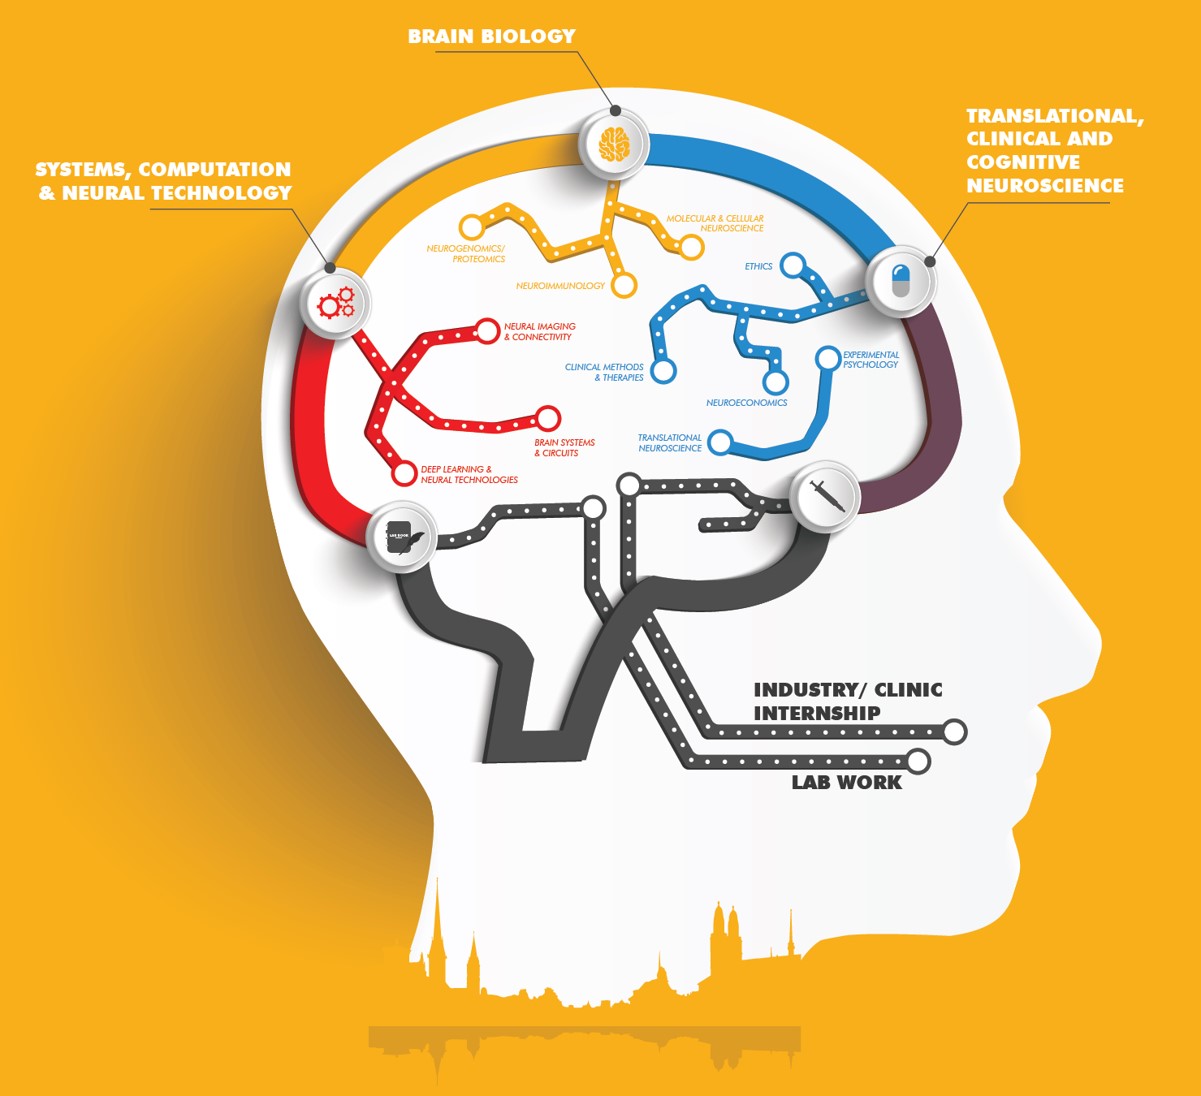 BRAIN BIOLOGY
TRANSLATIONAL,
CLINICAL AND
COGNITIVE
NEUROSCIENCE
SYSTEMS, COMPUTATION
& NEURAL TECHNOLOGY
MOLECULAR & CELLULAR
NEUROSCIENCE
NEUROGENOMICS/
PROTEOMICS
NEUROIMMUNOLOGY
ETHICS
NEURAL IMAGING
& CONNECTIVITY
CLINICAL METHODS
& THERAPIES
EXPERIMENTAL
PSYCHOLOGY
NEUROECONOMICS
BRAIN SYSTEMS
& CIRCUITS
TRANSLATIONAL
NEUROSCIENCE
DEEP LEARNING &
NEURAL TECHNOLOGIES
LAB BOOK
INDUSTRY/ CLINIC
INTERNSHIP
LAB WORK